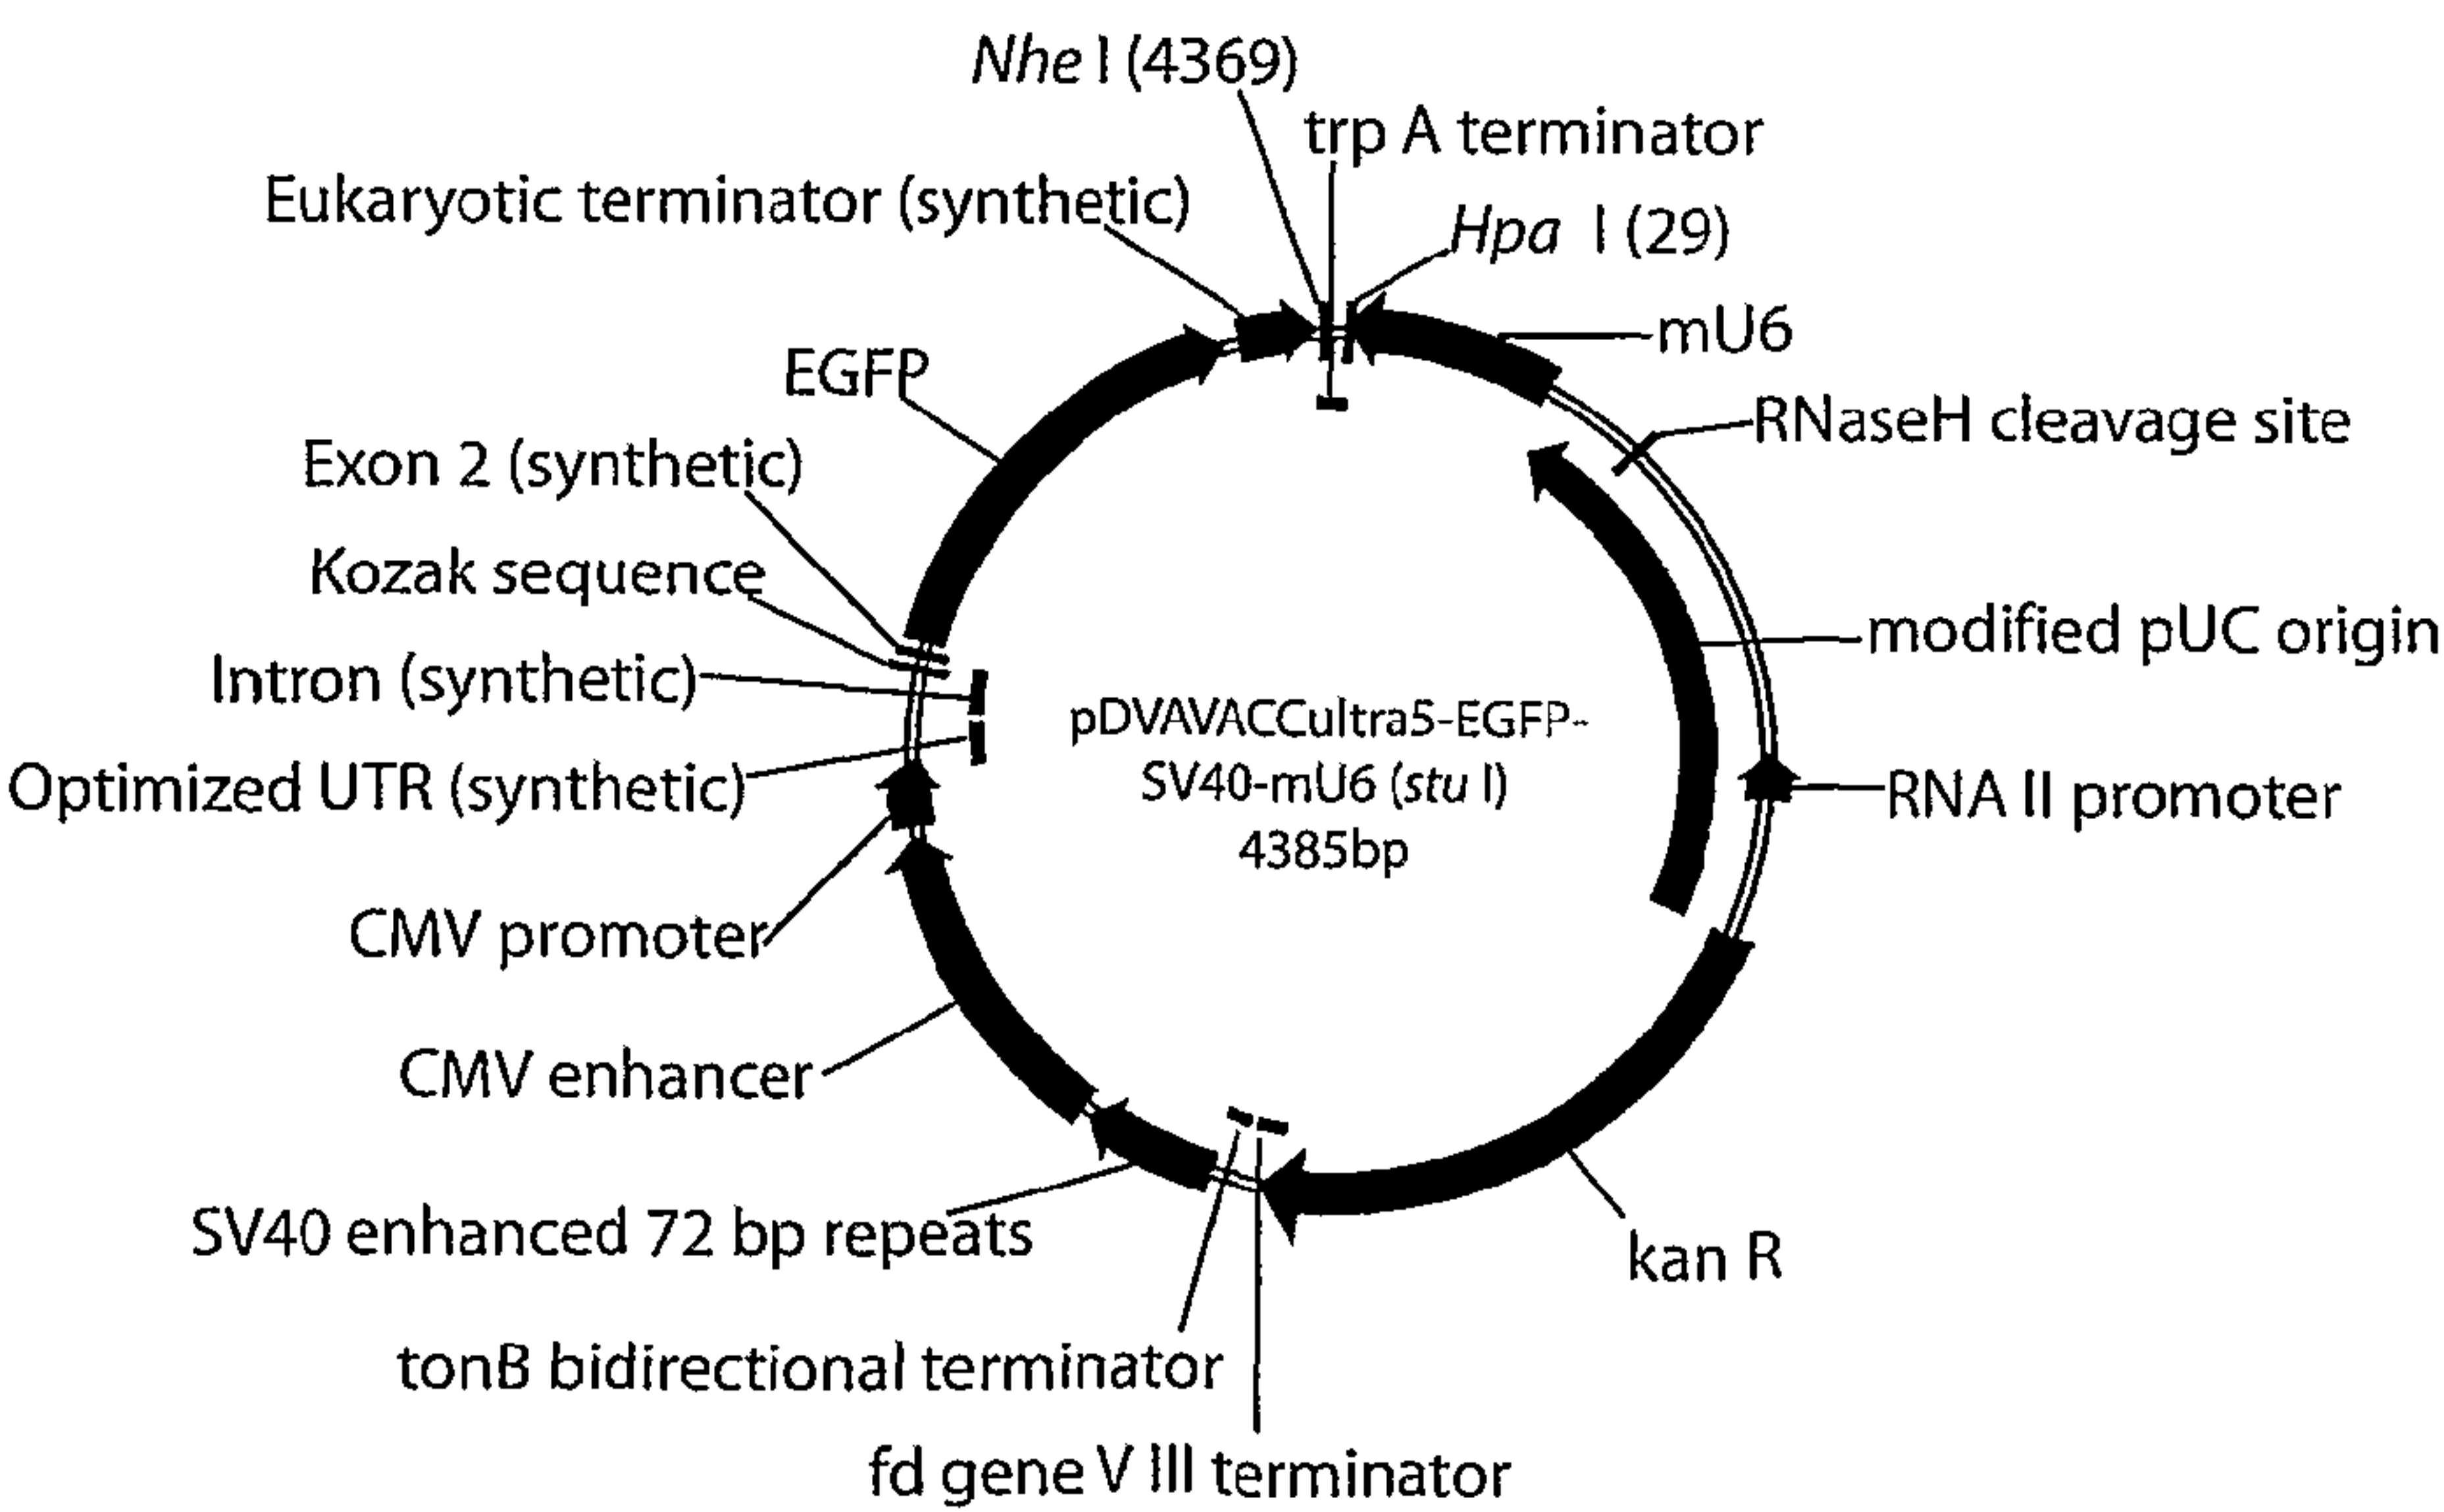 Nhe I (4369)
trp A terminator
Eukaryotic terminator (synthetic)
Hpa I (29)
mU6
EGFP
RNaseH cleavage site
Exon 2 (synthetic)
Kozak sequence
modified pUC origin
Intron (synthetic)
pDVAVACCultra5-EGFP-
SV40-mU6 (stu I)
4385bp
Optimized UTR (synthetic)
RNA II promoter
CMV promoter
CMV enhancer
SV40 enhanced 72 bp repeats
kan R
tonB bidirectional terminator
fd gene V III terminator